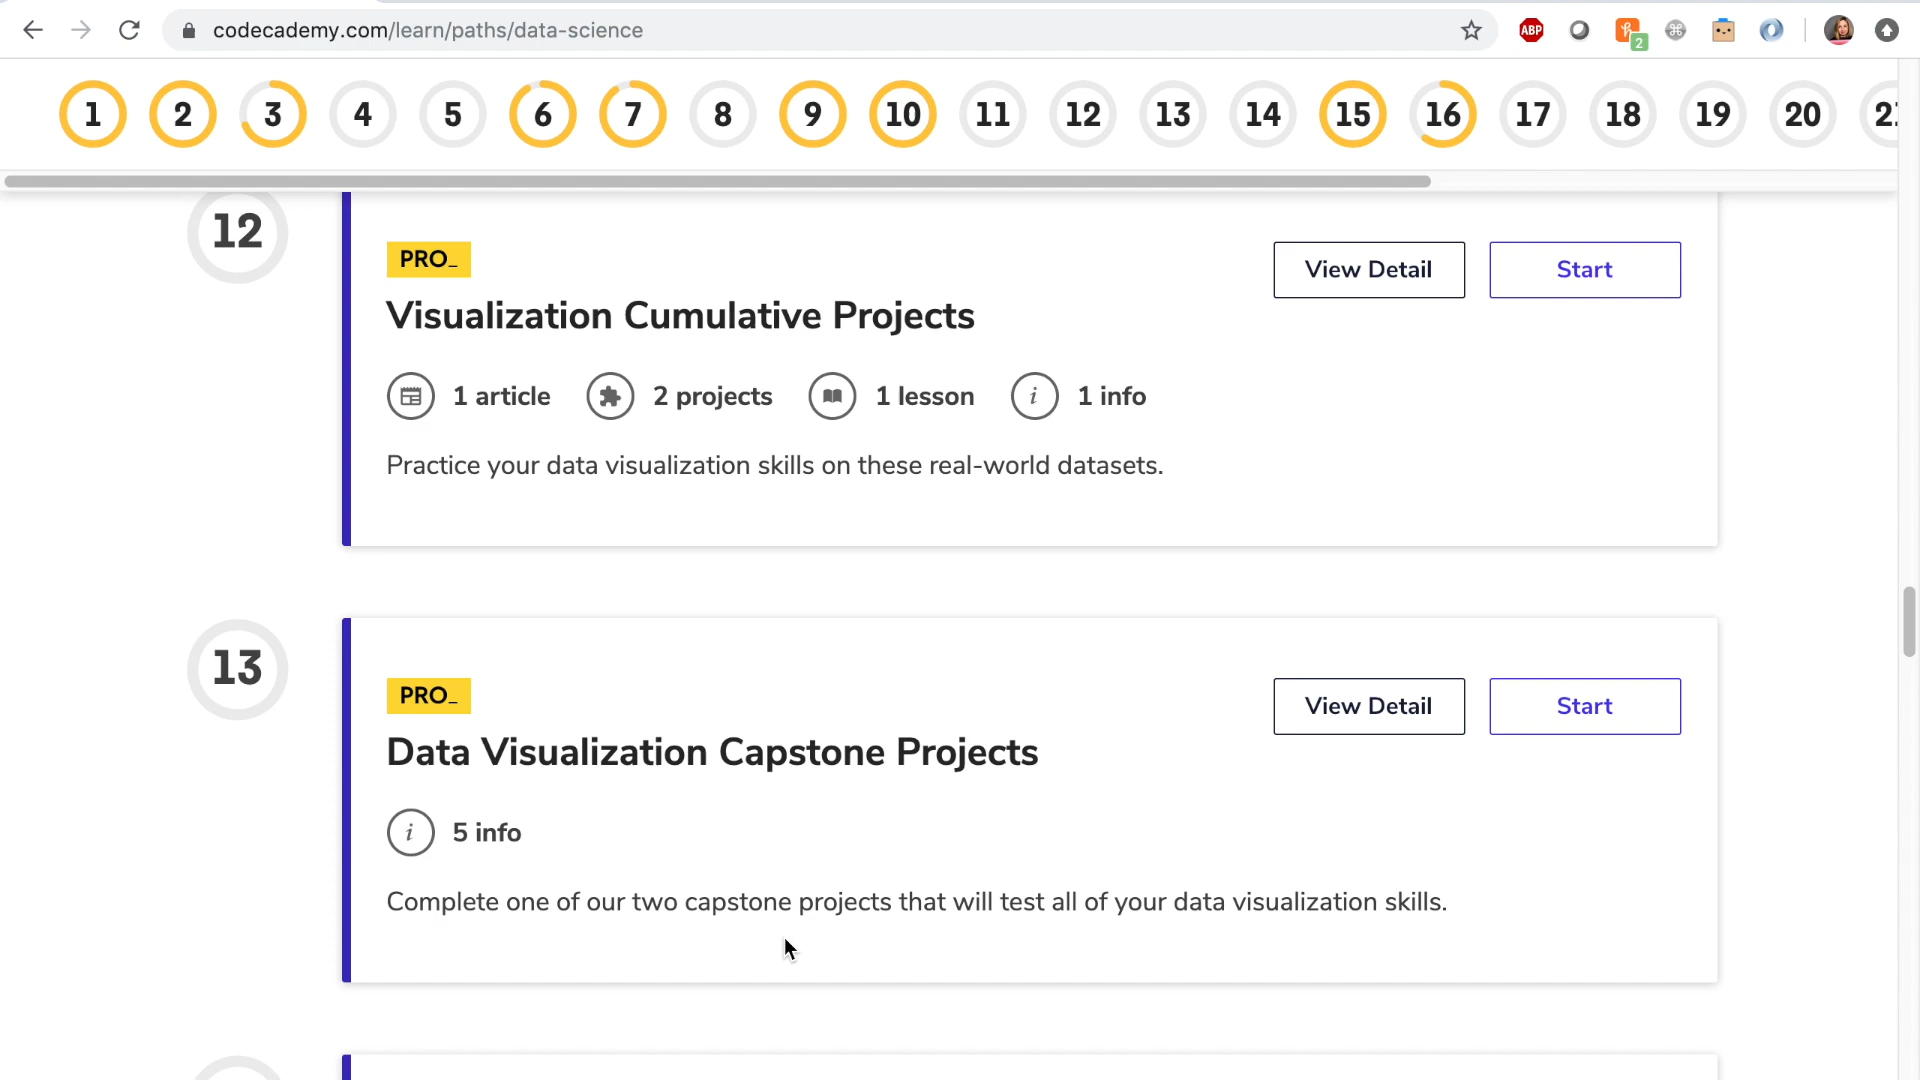 codecademy.com/learn/paths/data-science
ABP
2
1 2 3 4 5 6 7 8 9 10 11 12 13 14 15 16 17 18 19 20
12
PRO_
View Detail
Start
Visualization Cumulative Projects
1 article 2 projects 1 lesson i 1 info
Practice your data visualization skills on these real-world datasets.
13
PRO_
View Detail
Start
Data Visualization Capstone Projects
i 5 info
Complete one of our two capstone projects that will test all of your data visualization skills.